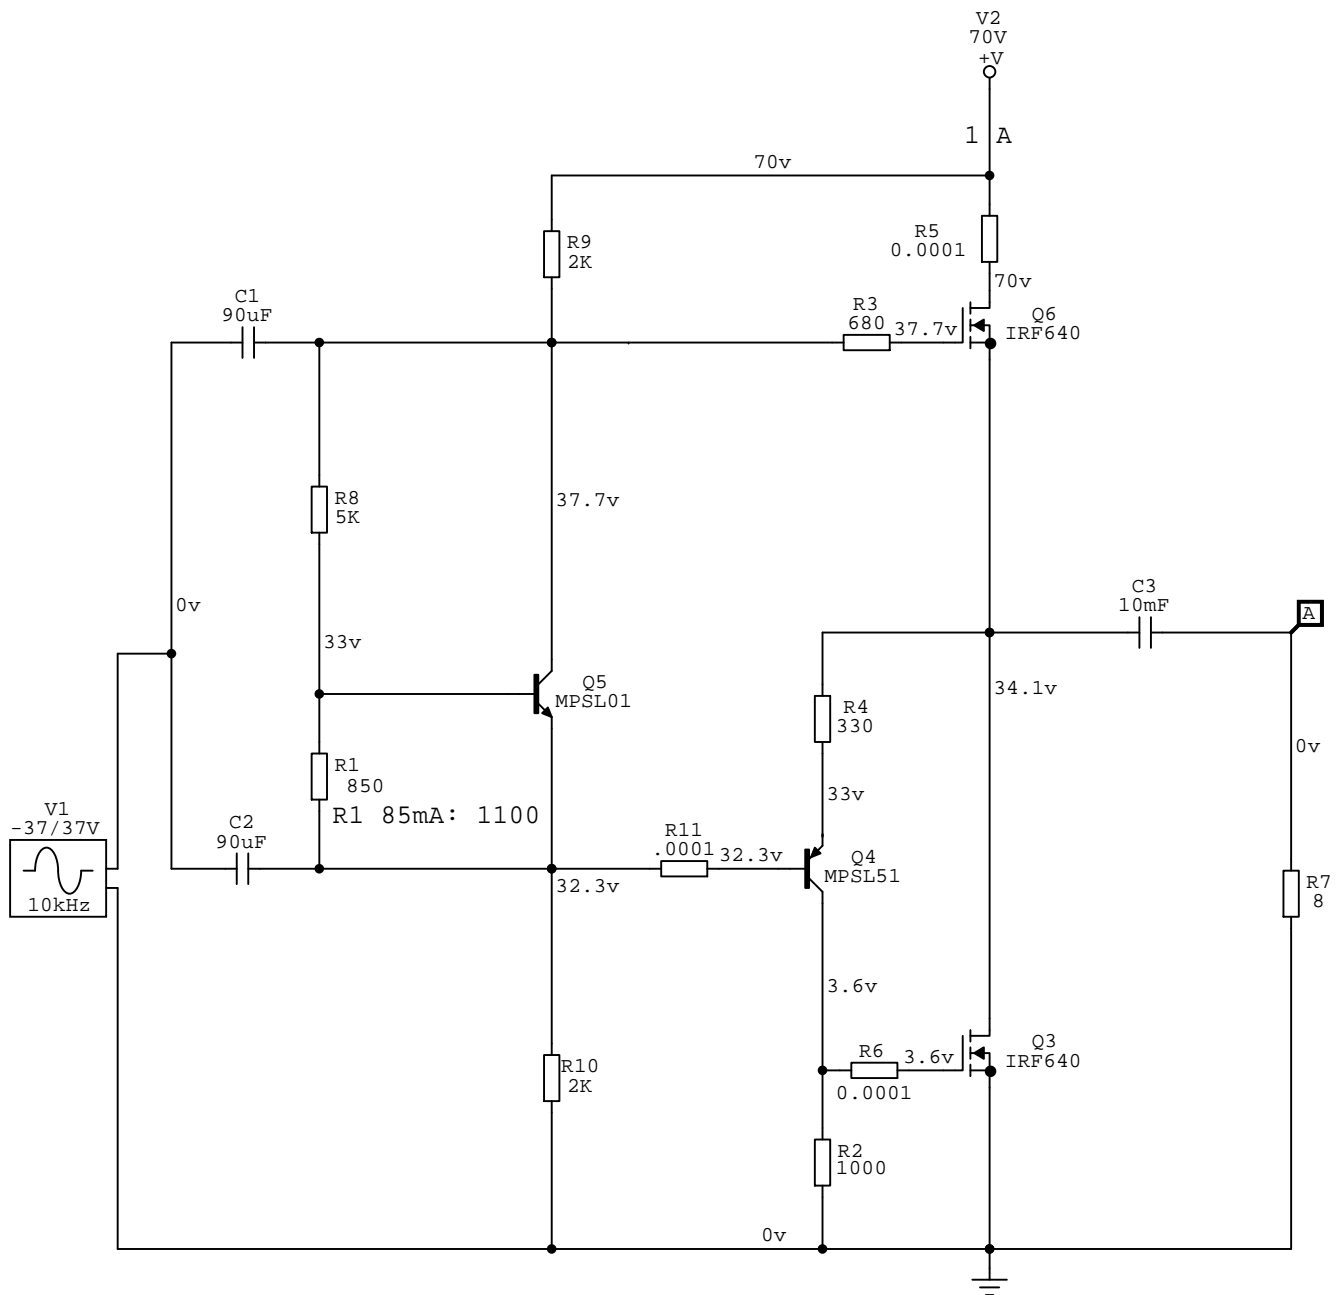 V2
70V
+V
1 A
70v
R9
2K
R5
0.0001
70v
C1
90uF
R3
680
37.7v
Q6
IRF640
R8
5K
37.7v
0v
C3
10mF
A
33v
Q5
MPSL01
34.1v
R4
330
0v
R1
850
R1 85mA: 1100
33v
V1
-37/37V
10kHz
C2
90uF
R11
.0001
32.3v
Q4
MPSL51
32.3v
R7
8
3.6v
R10
2K
R6
0.0001
3.6v
Q3
IRF640
R2
1000
0v